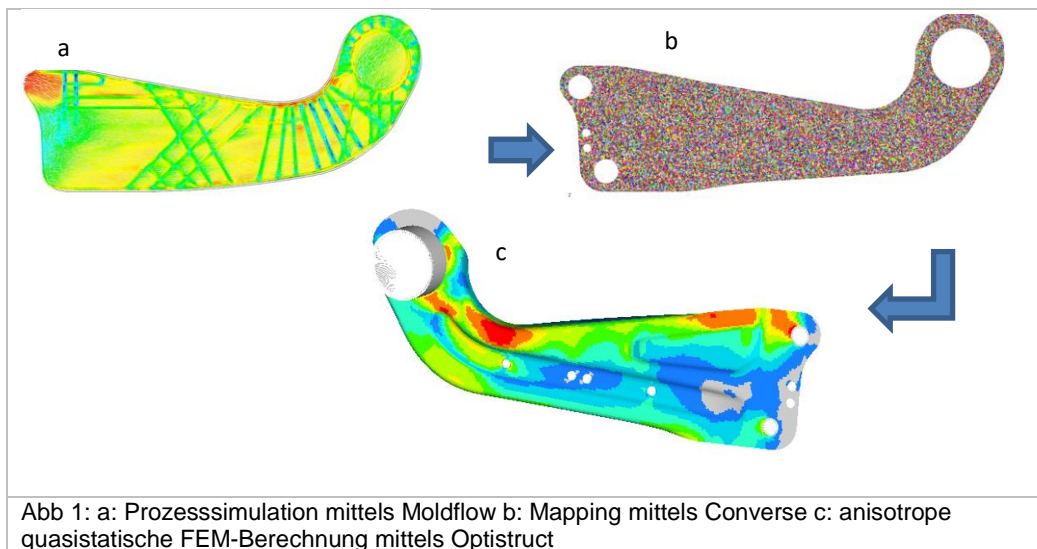 a
b
c
Abb 1: a: Prozesssimulation mittels Moldflow b: Mapping mittels Converse c: anisotrope
quasistatische FEM-Berechnung mittels Optistruct